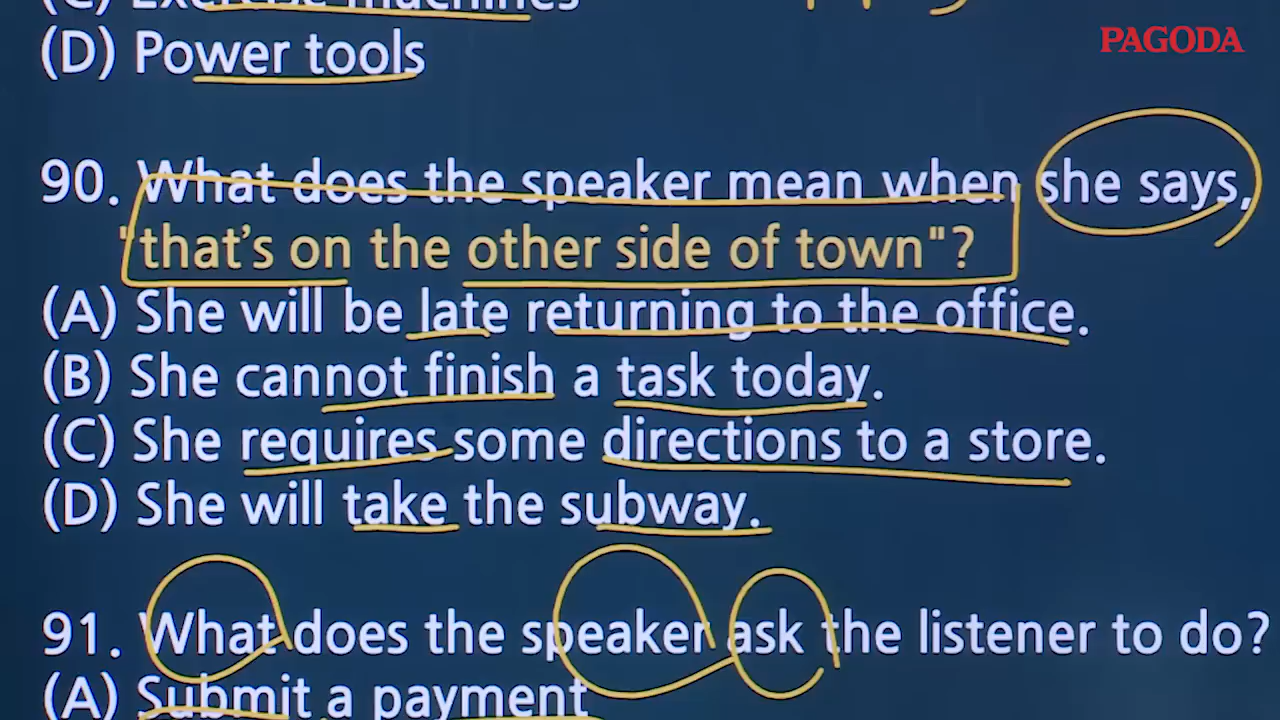 (C) Exercise machines
PAGODA
(D) Power tools
90. What does the speaker mean when she says,
"that's on the other side of town"?
(A) She will be late returning to the office.
(B) She cannot finish a task today.
(C) She requires some directions to a store.
(D) She will take the subway.
91. What does the speaker ask the listener to do?
(A) Submit a payment